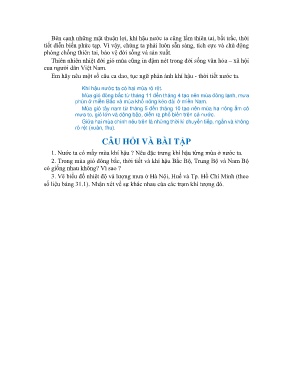 Bên cạnh những mặt thuận lợi, khí hậu nước ta cũng lắm thiên tai, bất trắc, thời
tiết diễn biến phức tạp. Vì vậy, chúng ta phải luôn sẵn sàng, tích cực và chủ động
phòng chống thiên tai, bảo vệ đời sống và sản xuất.
Thiên nhiên nhiệt đới gió mùa cũng in đậm nét trong đời sống văn hóa – xã hội
của người dân Việt Nam.
Em hãy nêu một số câu ca dao, tục ngữ phản ánh khí hậu - thời tiết nước ta.
Khí hậu nước ta có hai mùa rõ rệt.
Mùa gió đông bắc từ tháng 11 đến tháng 4 tạo nên mùa đông lạnh, mưa
phùn ở miền Bắc và mùa khô nóng kéo dài ở miền Nam.
Mùa gió tây nam từ tháng 5 đến tháng 10 tạo nên mùa hạ nóng ẩm có
mưa to, gió lớn và dông bão, diễn ra phổ biến trên cả nước.
Giữa hai mùa chính nêu trên là những thời kì chuyển tiếp, ngắn và không
rõ rệt (xuân, thu).
CÂU HỎI VÀ BÀI TẬP
1. Nước ta có mấy mùa khí hậu ? Nêu đặc trưng khí hậu từng mùa ở nước ta.
2. Trong mùa gió đông bắc, thời tiết và khí hậu Bắc Bộ, Trung Bộ và Nam Bộ
có giống nhau không? Vì sao ?
3. Vẽ biểu đồ nhiệt độ và lượng mưa ở Hà Nội, Huế và Tp. Hồ Chí Minh (theo
số liệu bảng 31.1). Nhận xét về sự khác nhau của các trạm khí tượng đó.